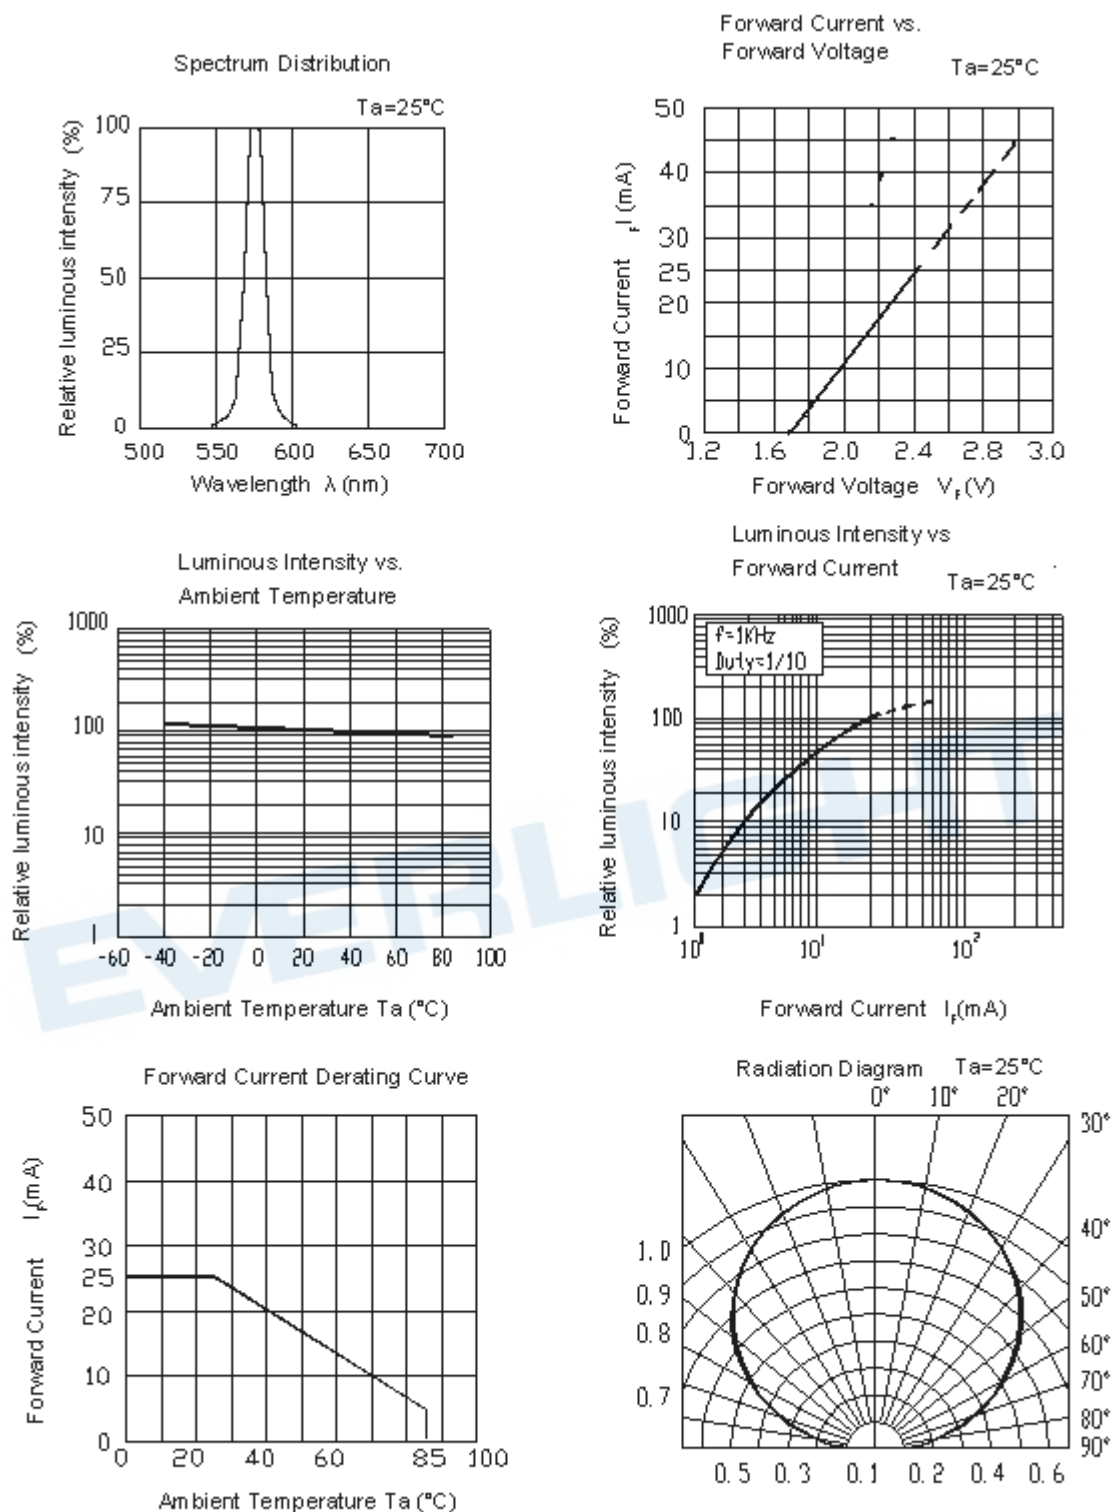 Spectrum Distribution
Ta=25°C
Relative luminous intensity (%)
100
75
50
25
0
500 550 600 650 700
Wavelength λ (nm)
Forward Current vs.
Forward Voltage
Ta=25°C
Forward Current I F (mA)
50
40
30
25
20
10
0
1.2 1.6 2.0 2.4 2.8 3.0
Forward Voltage V F (V)
Luminous Intensity vs.
Ambient Temperature
Relative luminous intensity (%)
1000
100
10
1
-60 -40 -20 0 20 40 60 80 100
Ambient Temperature Ta (°C)
Luminous Intensity vs
Forward Current
Ta=25°C
Relative luminous intensity (%)
f=1KHz
Duty=1/10
1000
100
10
1
10⁰ 10¹ 10²
Forward Current I F (mA)
EVERLIGHT
Forward Current Derating Curve
Forward Current I F (mA)
50
40
30
25
20
10
0
0 20 40 60 85 100
Ambient Temperature Ta (°C)
Radiation Diagram Ta=25°C
0° 10° 20°
30°
40°
50°
60°
70°
80°
90°
1.0
0.9
0.8
0.7
0.5 0.3 0.1 0.2 0.4 0.6